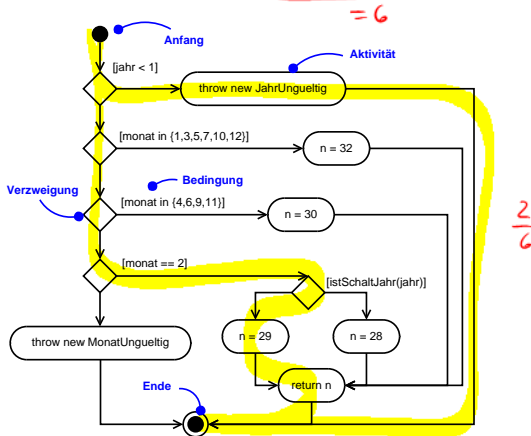 = 6
Anfang
[jahr < 1]
Aktivität
throw new JahrUngueltig
[monat in {1,3,5,7,10,12}]
n = 32
Verzweigung
Bedingung
[monat in {4,6,9,11}]
n = 30
2
6
[monat == 2]
[istSchaltJahr(jahr)]
throw new MonatUngueltig
n = 29
n = 28
Ende
return n